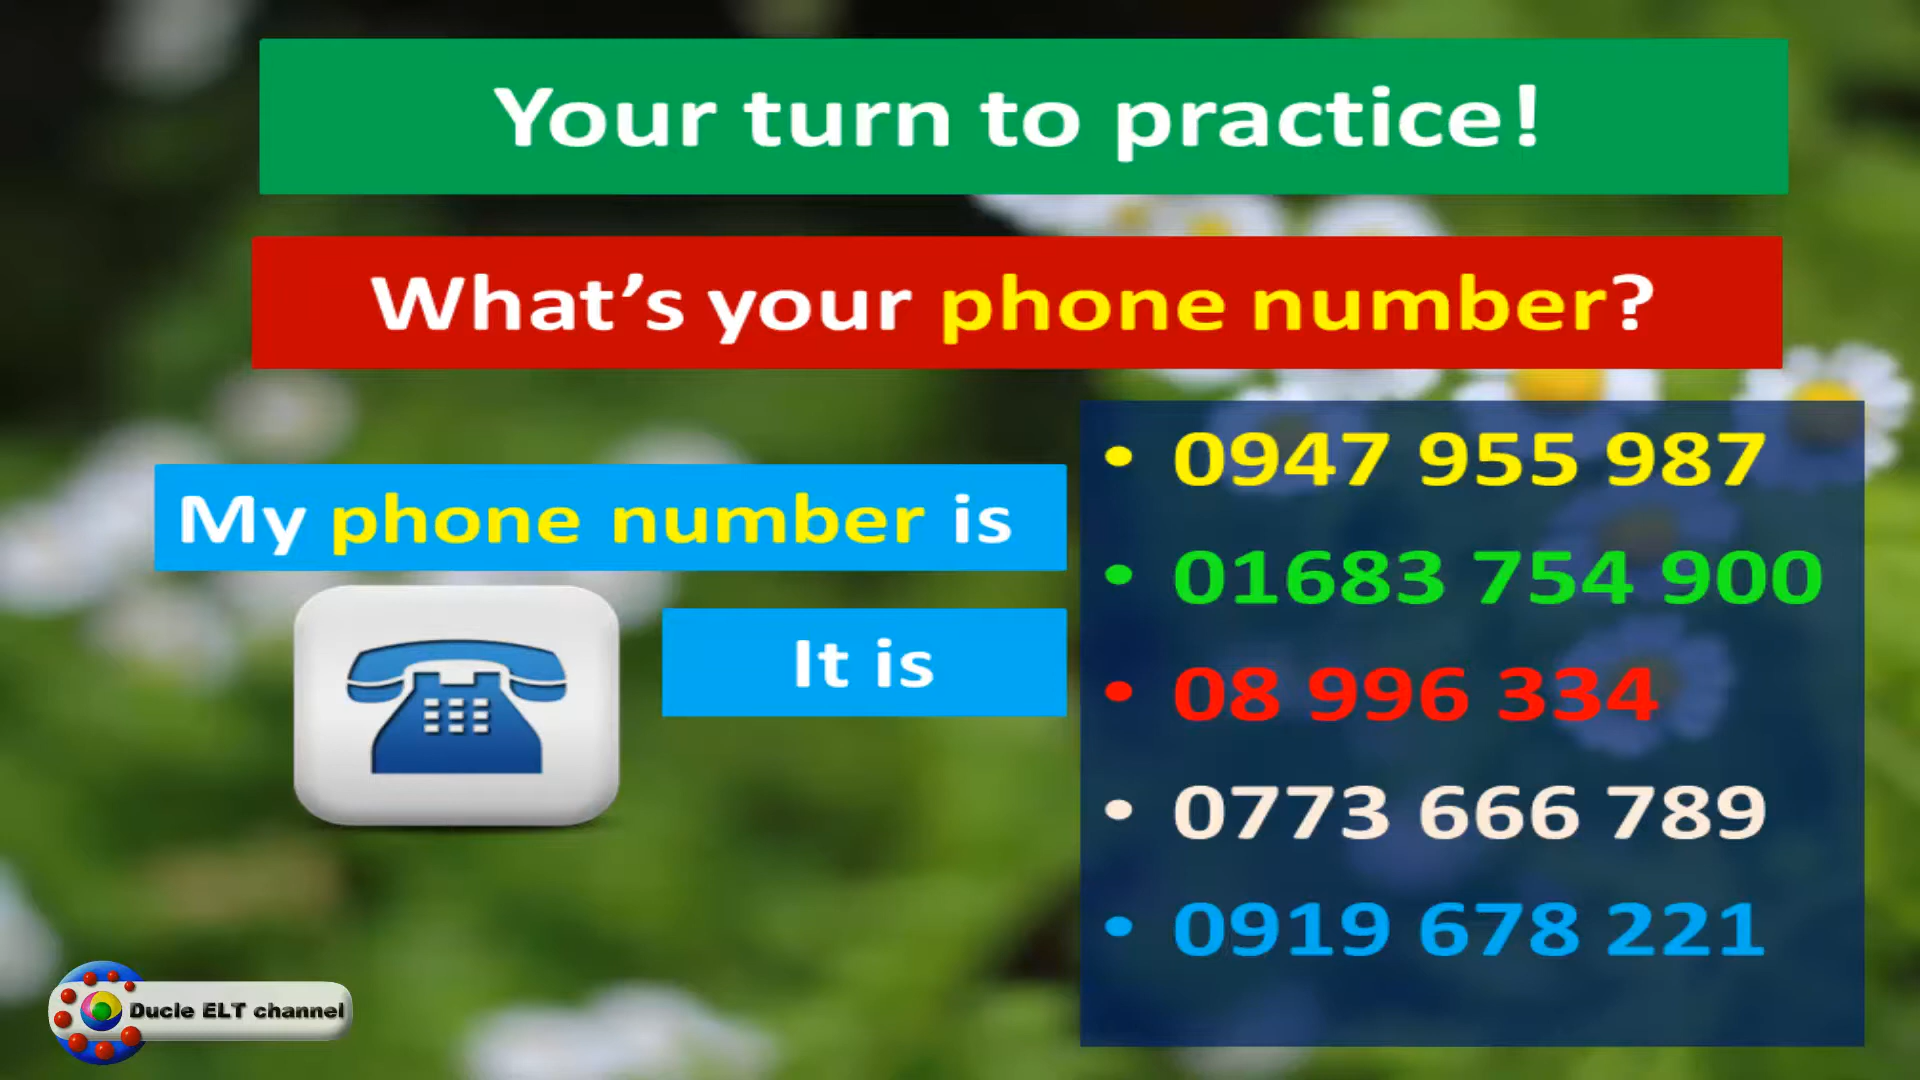 Your turn to practice!
What's your phone number?
My phone number is
It is
• 0947 955 987
• 01683 754 900
• 08 996 334
• 0773 666 789
• 0919 678 221
Ducle ELT channel